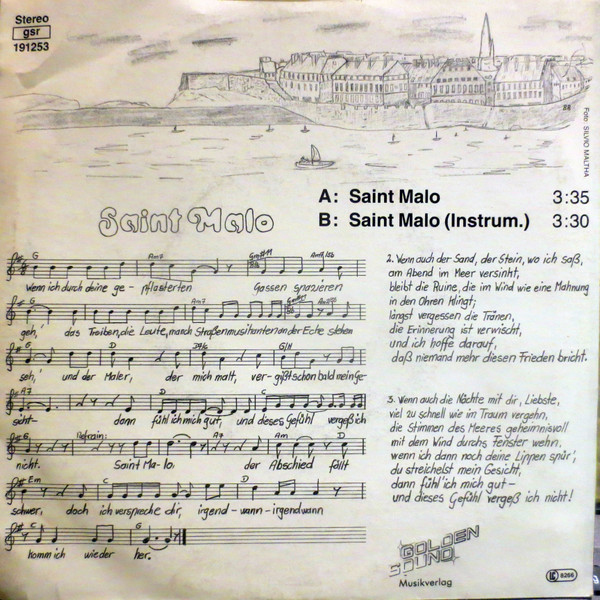 Stereo
gsr
191253
Foto SILVIO MALTHA
A: Saint Malo 3:35
B: Saint Malo (Instrum.) 3:30
Saint Malo
G Am7
wenn ich durch deine ge- pflasterten Gassen spazieren
G Am7
geh,' das Treiben, die Leute, manch Straßenmusikanten an der Ecke stehen
G D G/H
seh,' und der Maler, der mich malt, vergißt schon bald mein Ge-
A7 D C G
sicht- dann fühl ich mich gut, und dieses Gefühl vergeß ich
G Refrain: G A9 Am D
nicht. Saint Malo. der Abschied fällt
Em C D
schwer, doch ich verspreche dir, irgend-wann-irgendwann
C G
komm ich wieder her.
2. Wenn auch der Sand, der Stein, wo ich saß,
am Abend im Meer versinkt,
bleibt die Ruine, die im Wind wie eine Mahnung
in den Ohren klingt;
längst vergessen die Tränen,
die Erinnerung ist verwischt,
und ich hoffe darauf,
daß niemand mehr diesen Frieden bricht.
3. Wenn auch die Nächte mit dir, Liebste,
viel zu schnell wie im Traum vergehn,
die Stimmen des Meeres geheimnisvoll
mit dem Wind durchs Fenster wehn,
wenn ich dann noch deine Lippen spür',
du streichelst mein Gesicht,
dann fühl' ich mich gut-
und dieses Gefühl vergeß ich nicht!
GOLDEN
SOUND
Musikverlag
LC 8266